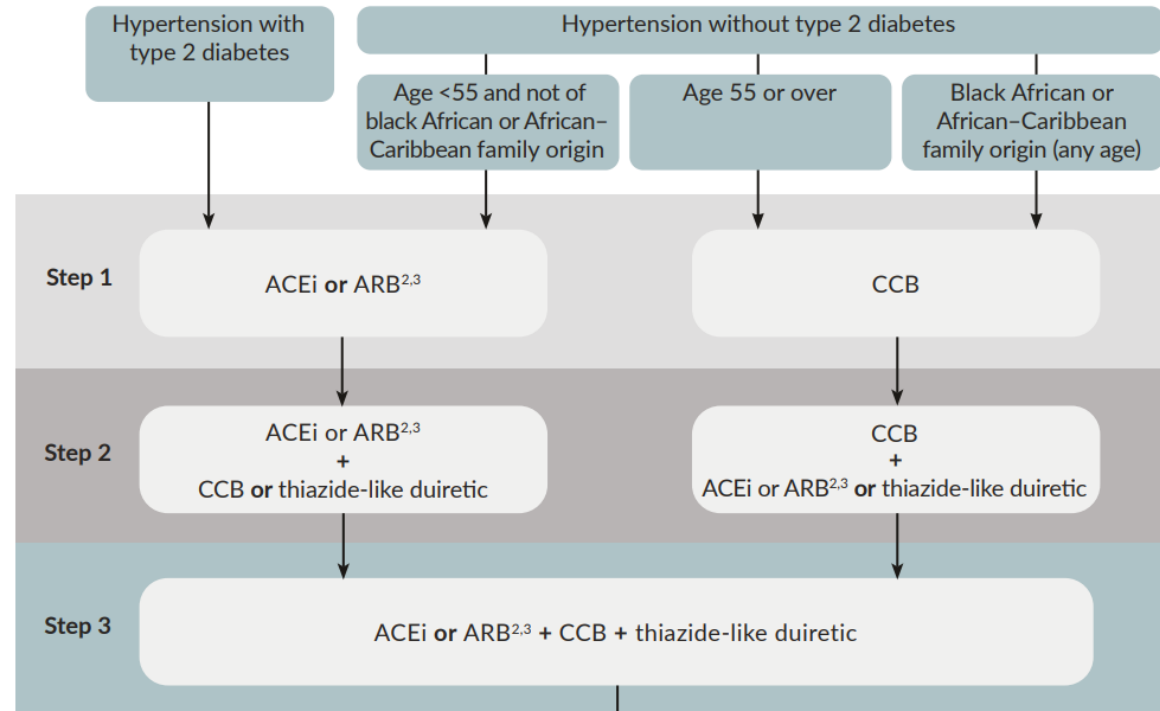 Hypertension with
type 2 diabetes
Hypertension without type 2 diabetes
Age <55 and not of
black African or African–
Caribbean family origin
Age 55 or over
Black African or
African–Caribbean
family origin (any age)
Step 1
ACEi or ARB2,3
CCB
Step 2
ACEi or ARB2,3
+
CCB or thiazide-like duiretic
CCB
+
ACEi or ARB2,3 or thiazide-like duiretic
Step 3
ACEi or ARB2,3 + CCB + thiazide-like duiretic